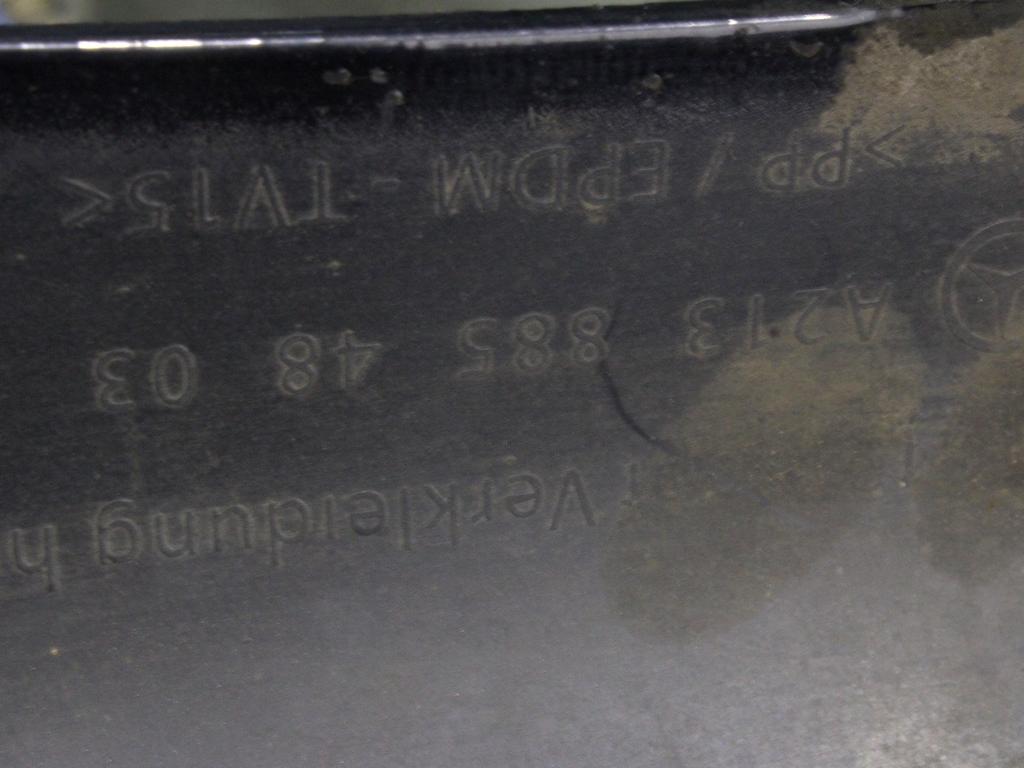 Verkleidung h
A213 885 48 03
>PP / EPDM - TV15<